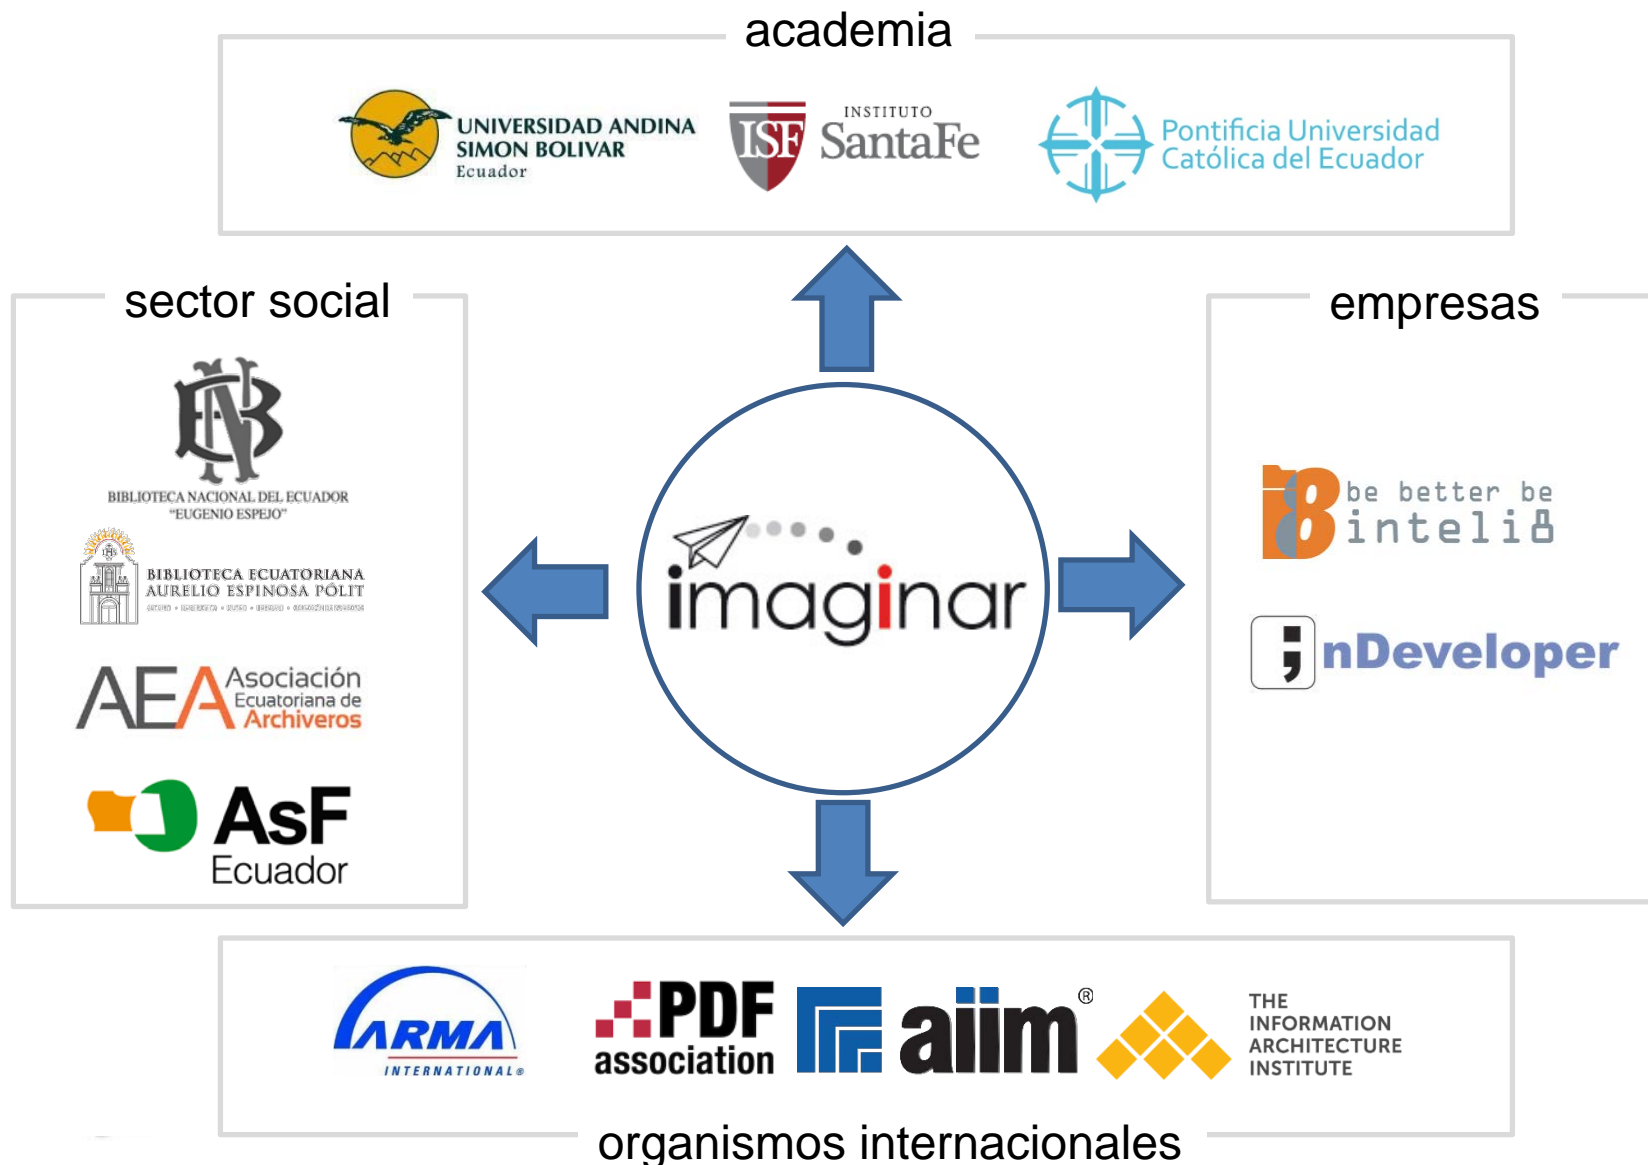 academia
UNIVERSIDAD ANDINA
SIMON BOLIVAR
Ecuador
ISF
INSTITUTO
SantaFe
Pontificia Universidad
Católica del Ecuador
sector social
BIBLIOTECA NACIONAL DEL ECUADOR
“EUGENIO ESPEJO”
BIBLIOTECA ECUATORIANA
AURELIO ESPINOSA PÓLIT
AEA
Asociación
Ecuatoriana de
Archiveros
AsF
Ecuador
imaginar
empresas
be better be
inteli8
;nDeveloper
ARMA
INTERNATIONAL®
PDF
association
aiim®
THE
INFORMATION
ARCHITECTURE
INSTITUTE
organismos internacionales